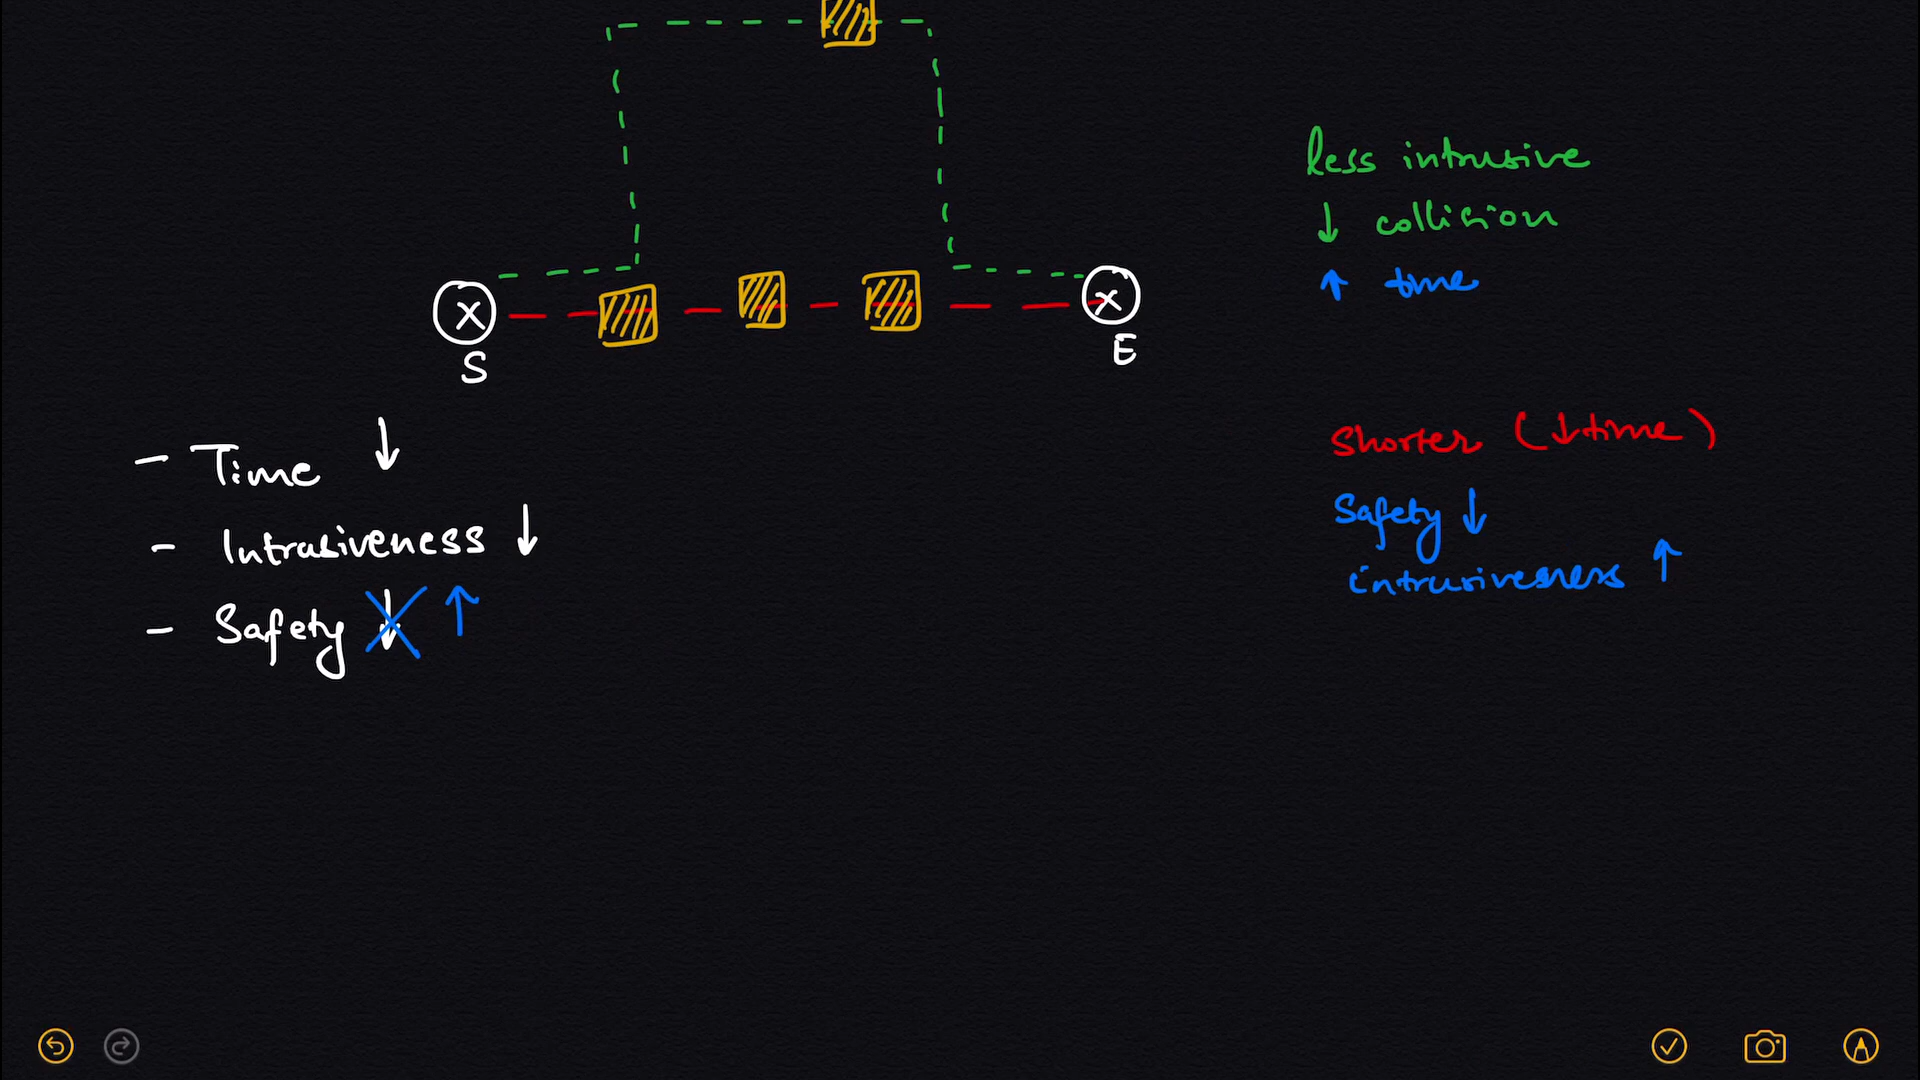 less intrusive
↓ collision
↑ time
X
X
S
E
- Time ↓
- Intrusiveness ↓
- Safety ↓ ↑
Shorter (↓time)
Safety ↓
intrusiveness ↑